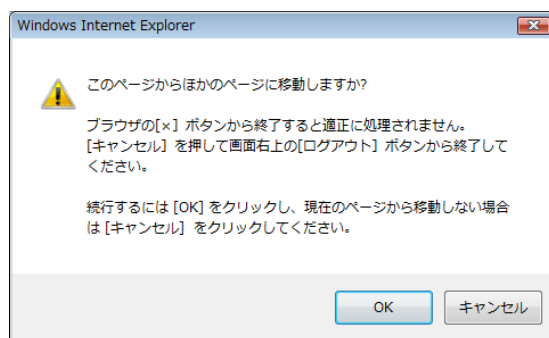 Windows Internet Explorer
このページからほかのページに移動しますか?
ブラウザの[×] ボタンから終了すると適正に処理されません。
[キャンセル] を押して画面右上の[ログアウト] ボタンから終了して
ください。
続行するには [OK] をクリックし、現在のページから移動しない場合
は [キャンセル] をクリックしてください。
OK
キャンセル